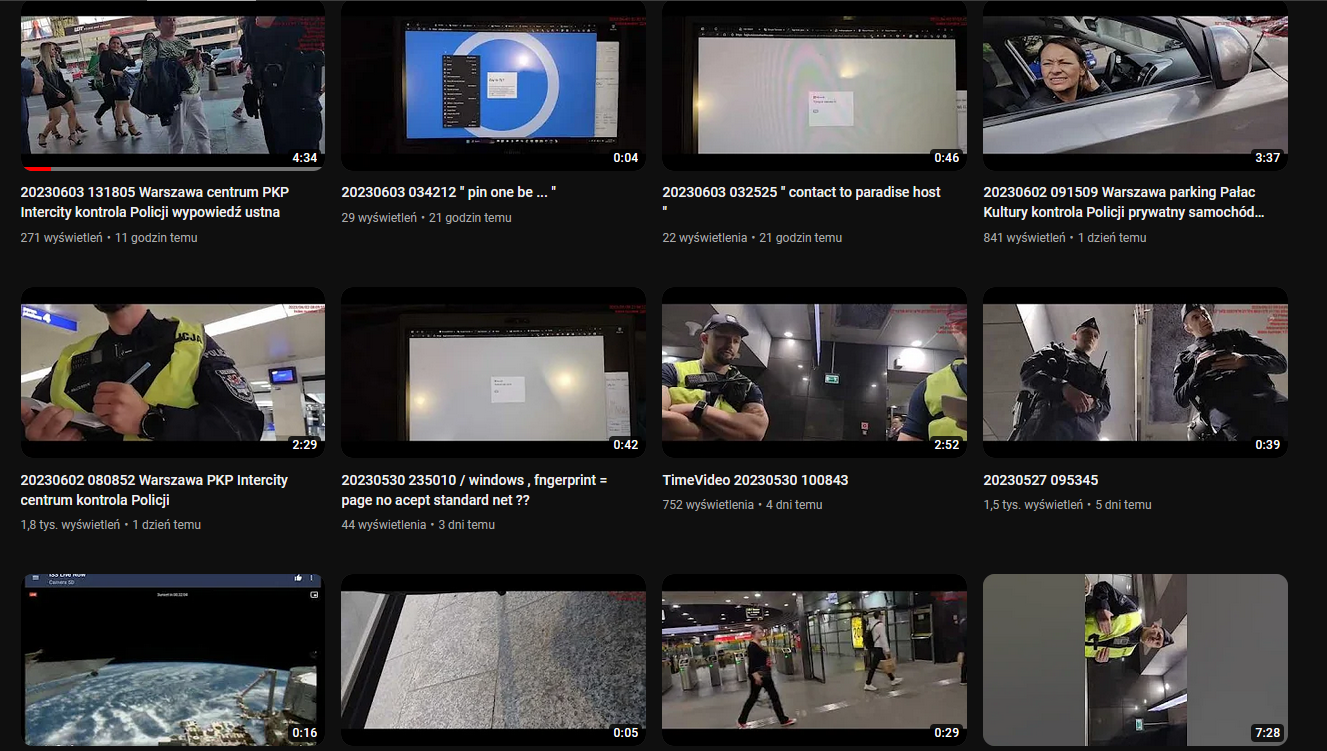 4:34
0:04
0:46
3:37
20230603 131805 Warszawa centrum PKP
Intercity kontrola Policji wypowiedź ustna
271 wyświetleń • 11 godzin temu
20230603 034212 " pin one be ... "
29 wyświetleń • 21 godzin temu
20230603 032525 " contact to paradise host
"
22 wyświetlenia • 21 godzin temu
20230602 091509 Warszawa parking Pałac
Kultury kontrola Policji prywatny samochód...
841 wyświetleń • 1 dzień temu
4
2:29
0:42
2:52
0:39
20230602 080852 Warszawa PKP Intercity
centrum kontrola Policji
1,8 tys. wyświetleń • 1 dzień temu
20230530 235010 / windows , fngerprint =
page no acept standard net ??
44 wyświetlenia • 3 dni temu
TimeVideo 20230530 100843
752 wyświetlenia • 4 dni temu
20230527 095345
1,5 tys. wyświetleń • 5 dni temu
ISS Live Now
0:16
0:05
0:29
7:28